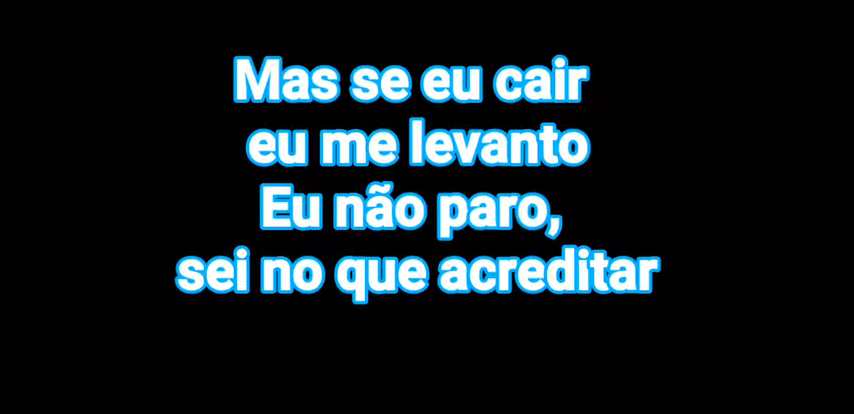 Mas se eu cair
eu me levanto
Eu não paro,
sei no que acreditar